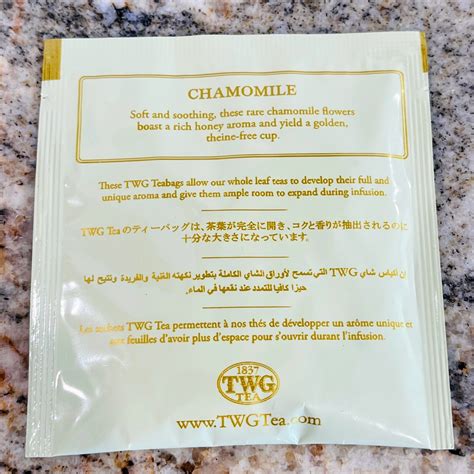 CHAMOMILE
Soft and soothing, these rare chamomile flowers
boast a rich honey aroma and yield a golden,
theine-free cup.
These TWG Teabags allow our whole leaf teas to develop their full and
unique aroma and give them ample room to expand during infusion.
TWG Teaのティーバッグは、茶葉が完全に開き、コクと香りが抽出されるのに
十分な大きさになっています。
إن أكياس شاي TWG التي تسمح لأوراق الشاي الكاملة بتطوير نكهته الغنية والفريدة وتتيح لها
حيزا كافيا للتمدد عند نقعها في الماء.
Les sachets TWG Tea permettent à nos thés de développer un arôme unique et
aux feuilles d'avoir plus d'espace pour s'ouvrir durant l'infusion.
1837
TWG
TEA
www.TWGTea.com